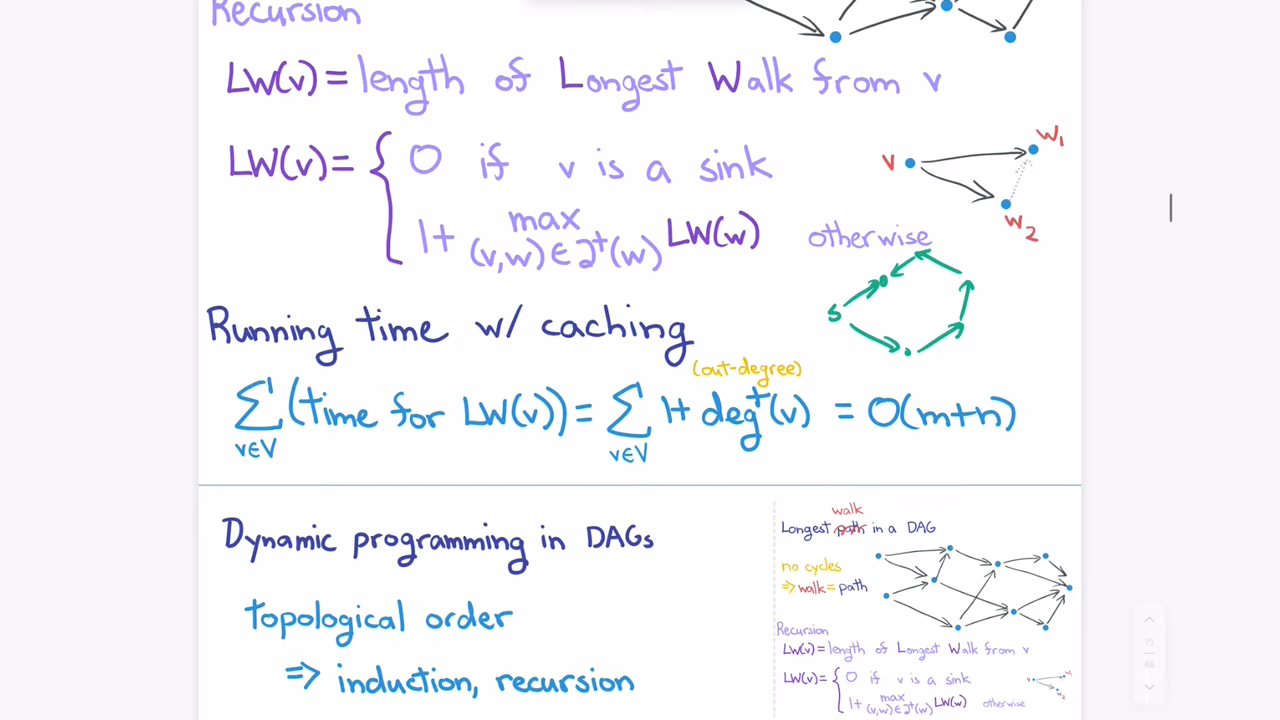 Recursion
LW(v) = length of Longest Walk from v
LW(v) = { 0 if v is a sink
1 + max (v,w) ∈ ∂⁺(w) LW(w) otherwise
v
w₁
w₂
s
Running time w/ caching
(out-degree)
∑ v∈V (time for LW(v)) = ∑ v∈V 1 + deg⁺(v) = O(m+n)
Dynamic programming in DAGs
topological order
⇒ induction, recursion
walk
Longest path in a DAG
no cycles
⇒ walk = path
Recursion
LW(v) = length of Longest Walk from v
LW(v) = { 0 if v is a sink
1 + max (v,w) ∈ ∂⁺(w) LW(w) otherwise
15
48